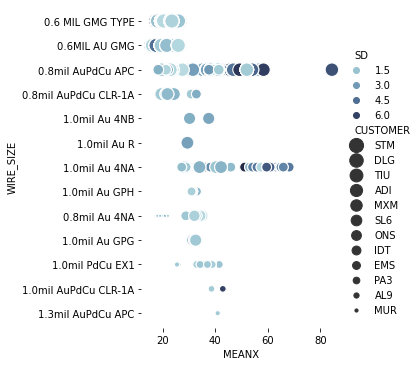 0.6 MIL GMG TYPE
0.6MIL AU GMG
0.8mil AuPdCu APC
0.8mil AuPdCu CLR-1A
1.0mil Au 4NB
1.0mil Au R
1.0mil Au 4NA
1.0mil Au GPH
0.8mil Au 4NA
1.0mil Au GPG
1.0mil PdCu EX1
1.0mil AuPdCu CLR-1A
1.3mil AuPdCu APC
WIRE_SIZE
20 40 60 80
MEANX
SD
1.5
3.0
4.5
6.0
CUSTOMER
STM
DLG
TIU
ADI
MXM
SL6
ONS
IDT
EMS
PA3
AL9
MUR